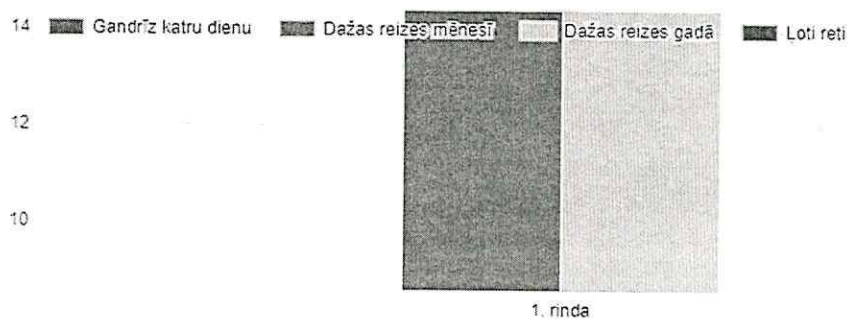 14 Gandrīz katru dienu Dažas reizes mēnesī Dažas reizes gadā Ļoti reti
12
10
1. rinda